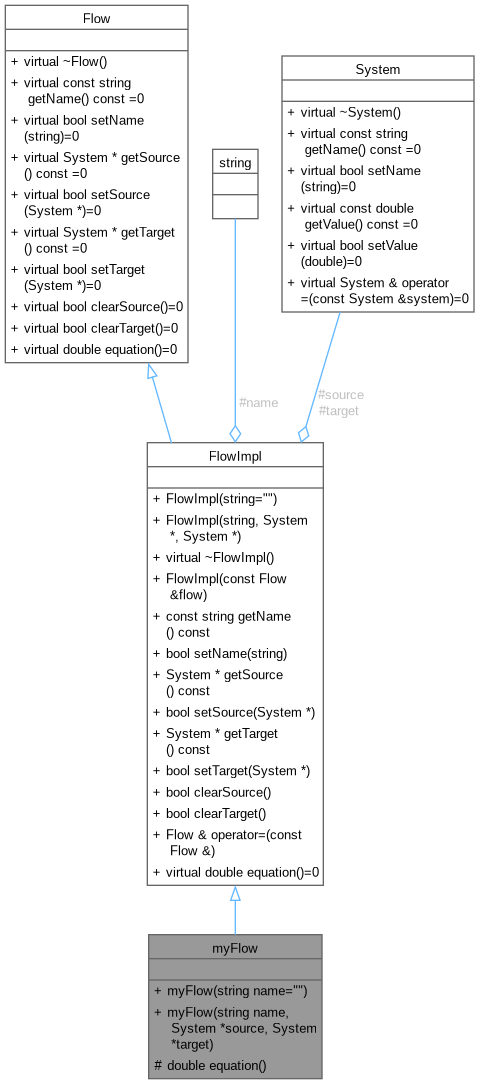 Flow
+ virtual ~Flow()
+ virtual const string
getName() const =0
+ virtual bool setName
(string)=0
+ virtual System * getSource
() const =0
+ virtual bool setSource
(System *)=0
+ virtual System * getTarget
() const =0
+ virtual bool setTarget
(System *)=0
+ virtual bool clearSource()=0
+ virtual bool clearTarget()=0
+ virtual double equation()=0
string
System
+ virtual ~System()
+ virtual const string
getName() const =0
+ virtual bool setName
(string)=0
+ virtual const double
getValue() const =0
+ virtual bool setValue
(double)=0
+ virtual System & operator
=(const System &system)=0
#name
#source
#target
FlowImpl
+ FlowImpl(string="")
+ FlowImpl(string, System
*, System *)
+ virtual ~FlowImpl()
+ FlowImpl(const Flow
&flow)
+ const string getName
() const
+ bool setName(string)
+ System * getSource
() const
+ bool setSource(System *)
+ System * getTarget
() const
+ bool setTarget(System *)
+ bool clearSource()
+ bool clearTarget()
+ Flow & operator=(const
Flow &)
+ virtual double equation()=0
myFlow
+ myFlow(string name="")
+ myFlow(string name,
System *source, System
*target)
# double equation()